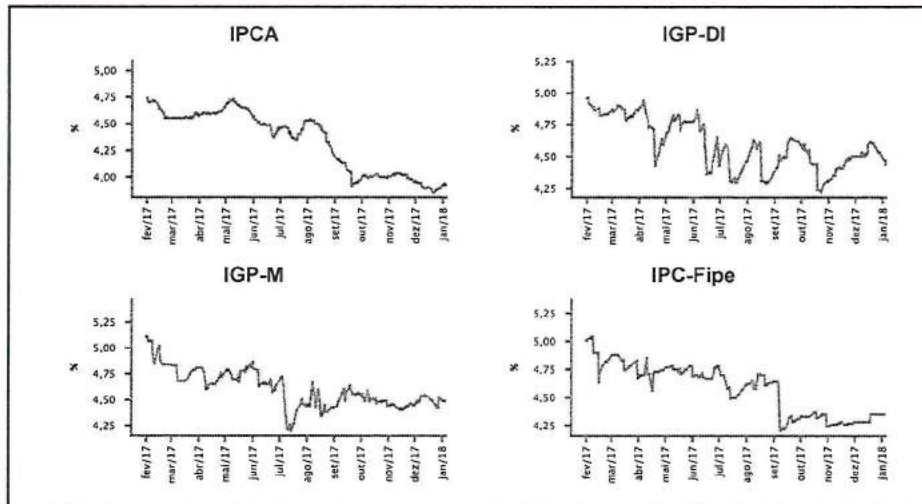 IPCA
5,00
4,75
4,50
4,25
4,00
%
fev/17
mar/17
abr/17
mai/17
jun/17
jul/17
ago/17
set/17
out/17
nov/17
dez/17
jan/18
IGP-DI
5,25
5,00
4,75
4,50
4,25
%
fev/17
mar/17
abr/17
mai/17
jun/17
jul/17
ago/17
set/17
out/17
nov/17
dez/17
jan/18
IGP-M
5,25
5,00
4,75
4,50
4,25
%
fev/17
mar/17
abr/17
mai/17
jun/17
jul/17
ago/17
set/17
out/17
nov/17
dez/17
jan/18
IPC-Fipe
5,25
5,00
4,75
4,50
4,25
%
fev/17
mar/17
abr/17
mai/17
jun/17
jul/17
ago/17
set/17
out/17
nov/17
dez/17
jan/18